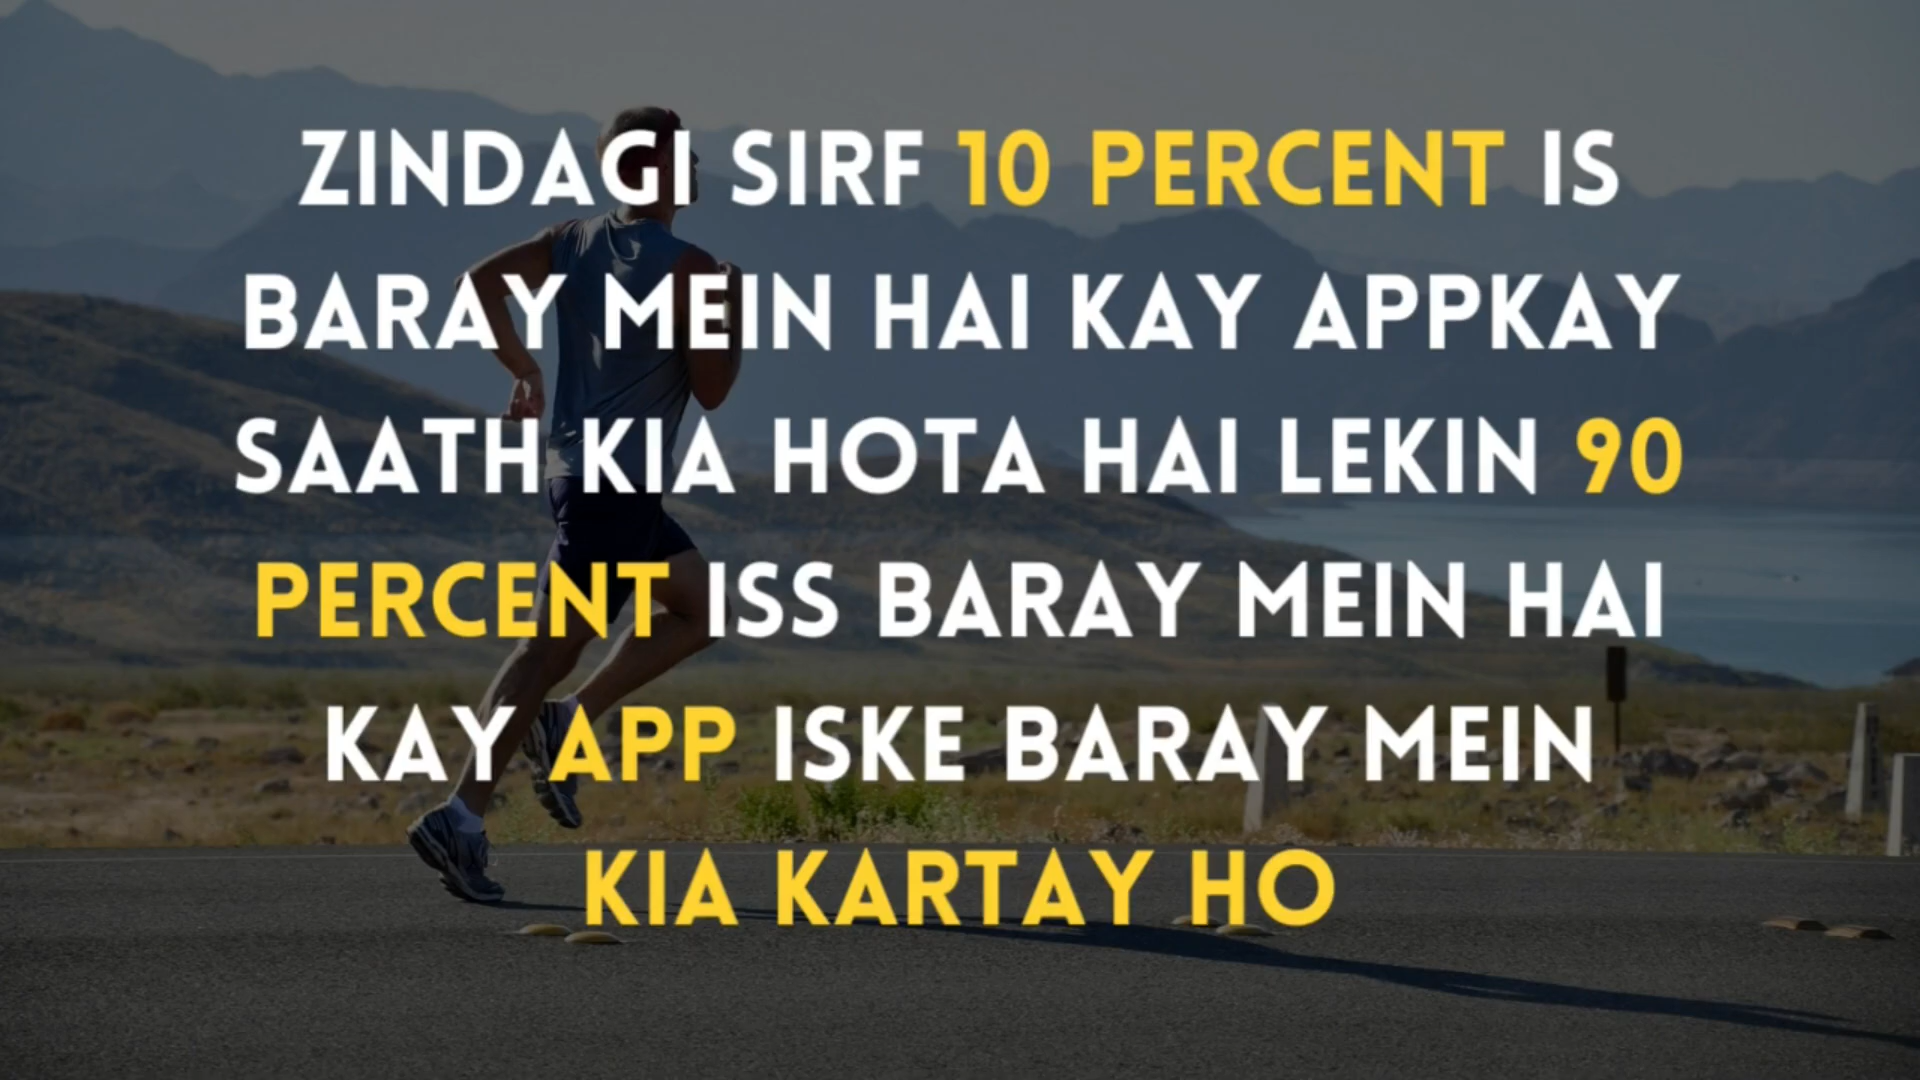 ZINDAGI SIRF 10 PERCENT IS
BARAY MEIN HAI KAY APPKAY
SAATH KIA HOTA HAI LEKIN 90
PERCENT ISS BARAY MEIN HAI
KAY APP ISKE BARAY MEIN
KIA KARTAY HO